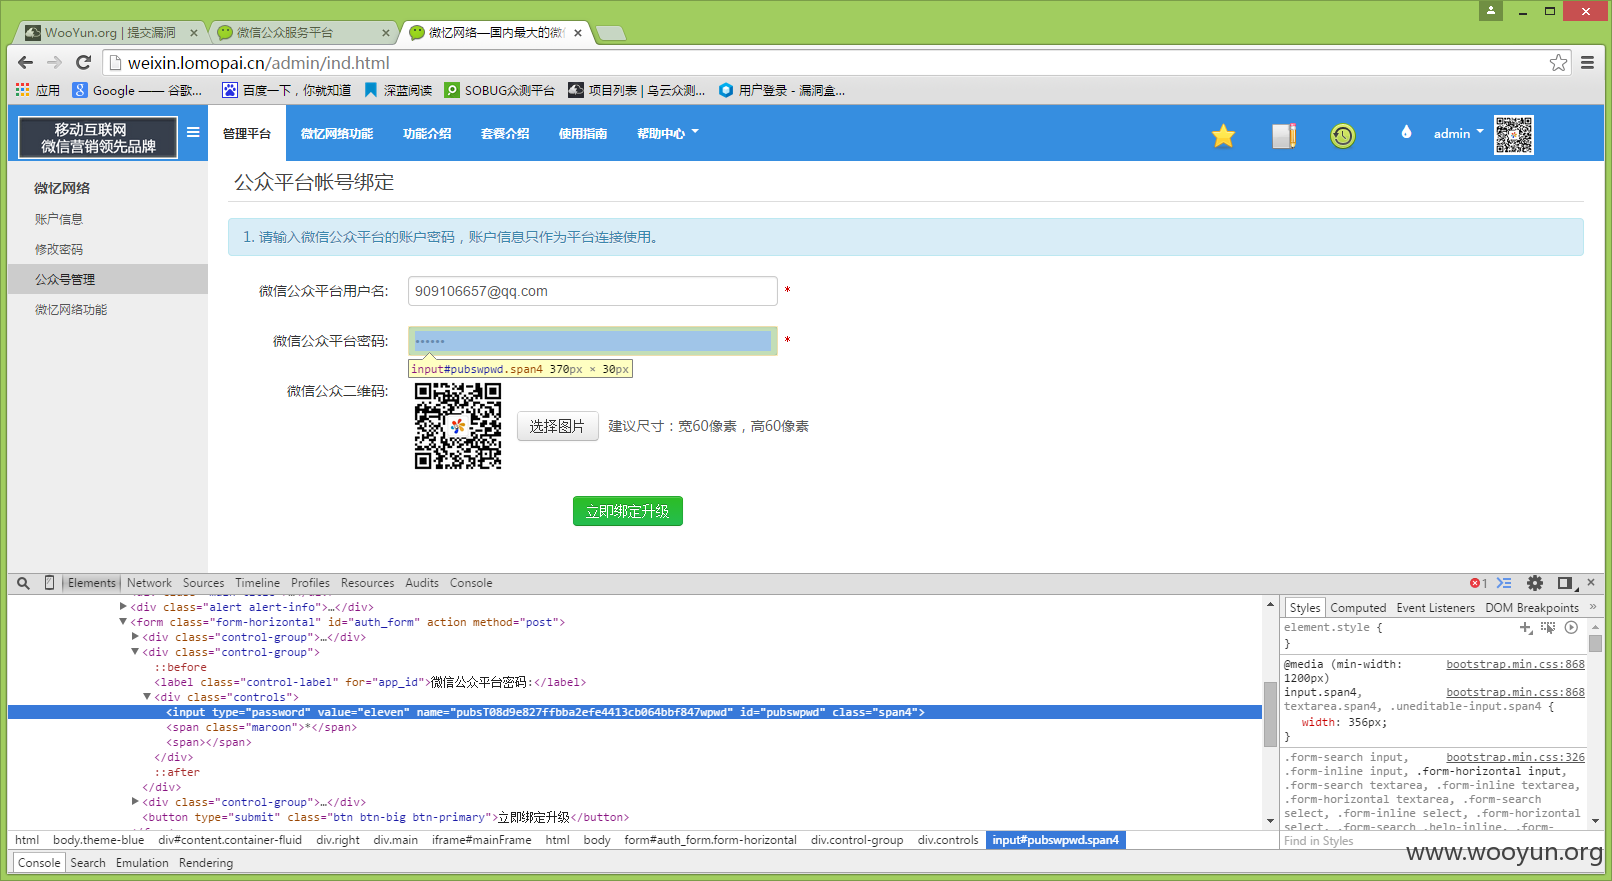 WooYun.org | 提交漏洞 ×
微信公众服务平台 ×
微忆网络—国内最大的微 ×
weixin.lomopai.cn/admin/ind.html
应用 Google —— 谷歌... 百度一下，你就知道 深蓝阅读 SOBUG众测平台 项目列表 | 乌云众测... 用户登录 - 漏洞盒...
移动互联网
微信营销领先品牌
管理平台 微忆网络功能 功能介绍 套餐介绍 使用指南 帮助中心
admin
微忆网络
账户信息
修改密码
公众号管理
微忆网络功能
公众平台帐号绑定
1. 请输入微信公众平台的账户密码，账户信息只作为平台连接使用。
微信公众平台用户名: 909106657@qq.com *
微信公众平台密码: •••••• *
input#pubswpwd.span4 370px × 30px
微信公众二维码:
选择图片 建议尺寸：宽60像素，高60像素
立即绑定升级
Elements Network Sources Timeline Profiles Resources Audits Console
1
<div class="alert alert-info">…</div>
<form class="form-horizontal" id="auth_form" action method="post">
<div class="control-group">…</div>
<div class="control-group">
::before
<label class="control-label" for="app_id">微信公众平台密码:</label>
<div class="controls">
<input type="password" value="eleven" name="pubsT08d9e827ffbba2efe4413cb064bbf847wpwd" id="pubswpwd" class="span4">
<span class="maroon">*</span>
<span></span>
</div>
::after
</div>
<div class="control-group">…</div>
<button type="submit" class="btn btn-big btn-primary">立即绑定升级</button>
html body.theme-blue div#content.container-fluid div.right div.main iframe#mainFrame html body form#auth_form.form-horizontal div.control-group div.controls input#pubswpwd.span4
Console Search Emulation Rendering
Styles Computed Event Listeners DOM Breakpoints »
element.style {
}
@media (min-width: bootstrap.min.css:868
1200px)
input.span4, bootstrap.min.css:868
textarea.span4, .uneditable-input.span4 {
width: 356px;
}
.form-search input, bootstrap.min.css:326
.form-inline input, .form-horizontal input,
.form-search textarea, .form-inline textarea,
.form-horizontal textarea, .form-search
select, .form-inline select, .form-horizontal
select, .form-search .help-inline, .form-
Find in Styles
www.wooyun.org